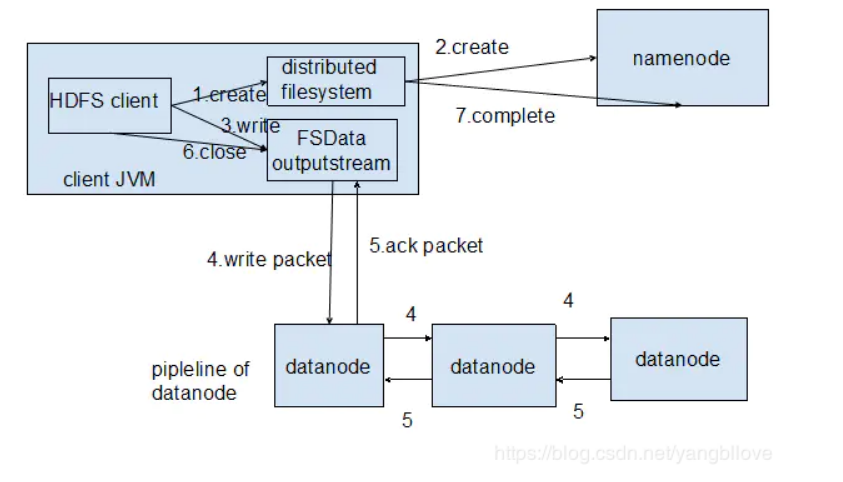 2.create
distributed
filesystem
namenode
HDFS client
1.create
3.write
7.complete
FSData
outputstream
6.close
client JVM
4.write packet
5.ack packet
4
4
datanode
datanode
datanode
pipleline of
datanode
5
5
https://blog.csdn.net/yangbllove